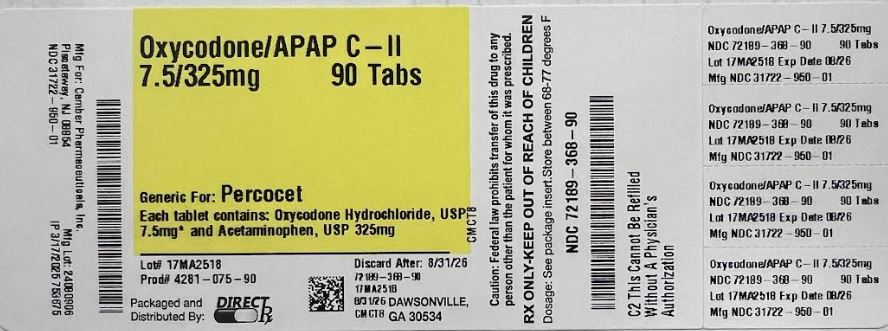 Mfg For: Camber Pharmaceuticals, Inc.
Piscataway, NJ 08854
NDC 31722-950-01
Mfg Lot: 24080906
Oxycodone/APAP C-II
7.5/325mg 90 Tabs
Generic For: Percocet
Each tablet contains: Oxycodone Hydrochloride, USP
7.5mg* and Acetaminophen, USP 325mg
CMCT8
Lot# 17MA2518
Prod# 4281-075-90
Discard After: 8/31/26
72189-368-90
17MA2518
8/31/26 DAWSONVILLE,
CMCT8 GA 30534
Packaged and
Distributed By:
DIRECT Rx
Caution: Federal law prohibits transfer of this drug to any
person other than the patient for whom it was prescribed.
RX ONLY-KEEP OUT OF REACH OF CHILDREN
Dosage: See package insert.Store between 68-77 degrees F
NDC 72189-368-90
C2 This Cannot Be Refilled
Without A Physician's
Authorization
Oxycodone/APAP C-II 7.5/325mg
NDC 72189-368-90 90 Tabs
Lot 17MA2518 Exp Date 08/26
Mfg NDC 31722-950-01
Oxycodone/APAP C-II 7.5/325mg
NDC 72189-368-90 90 Tabs
Lot 17MA2518 Exp Date 08/26
Mfg NDC 31722-950-01
Oxycodone/APAP C-II 7.5/325mg
NDC 72189-368-90 90 Tabs
Lot 17MA2518 Exp Date 08/26
Mfg NDC 31722-950-01
Oxycodone/APAP C-II 7.5/325mg
NDC 72189-368-90 90 Tabs
Lot 17MA2518 Exp Date 08/26
Mfg NDC 31722-950-01